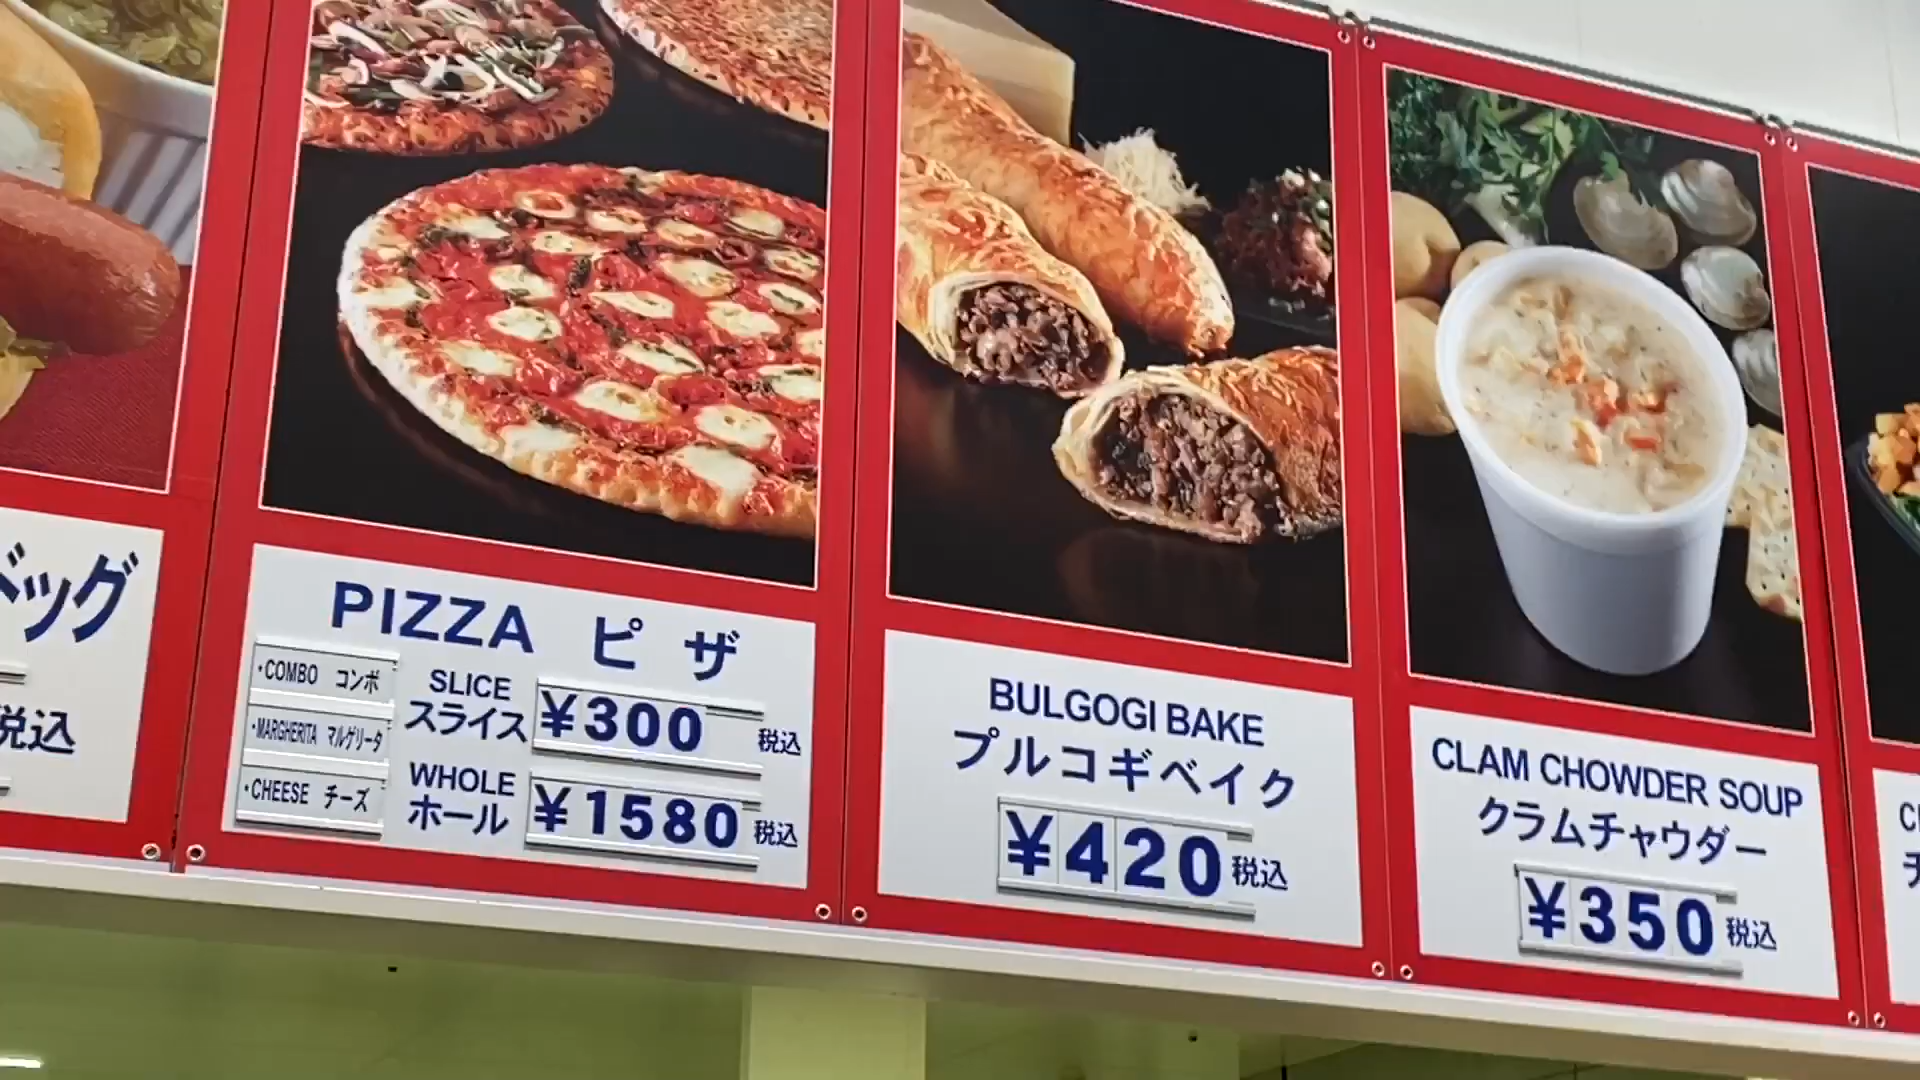 ドッグ
税込
PIZZA ピザ
・COMBO コンボ
・MARGHERITA マルゲリータ
・CHEESE チーズ
SLICE
スライス ¥300 税込
WHOLE
ホール ¥1580 税込
BULGOGI BAKE
プルコギベイク
¥420 税込
CLAM CHOWDER SOUP
クラムチャウダー
¥350 税込